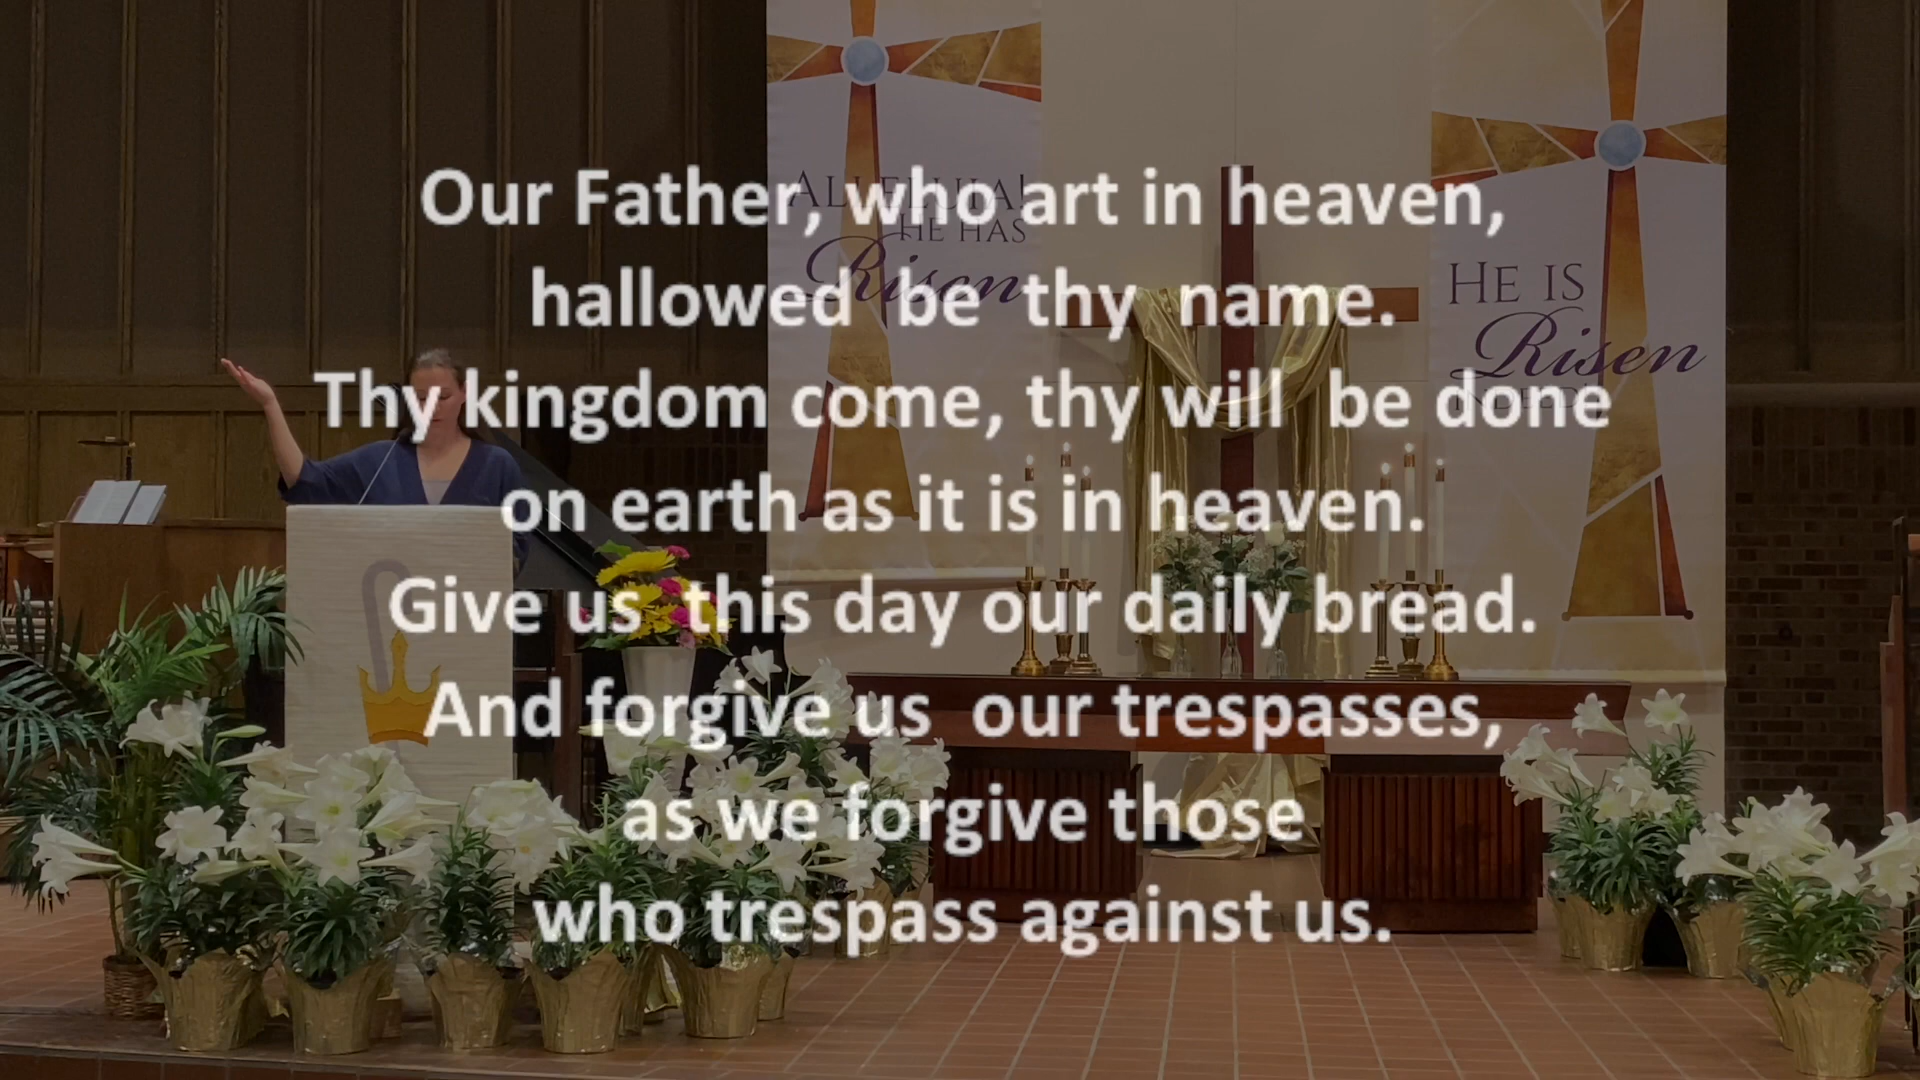 Our Father, who art in heaven,
hallowed be thy name.
Thy kingdom come, thy will be done
on earth as it is in heaven.
Give us this day our daily bread.
And forgive us our trespasses,
as we forgive those
who trespass against us.
ALLELUIA!
HE HAS
Risen
HE IS
Risen
INDEED!